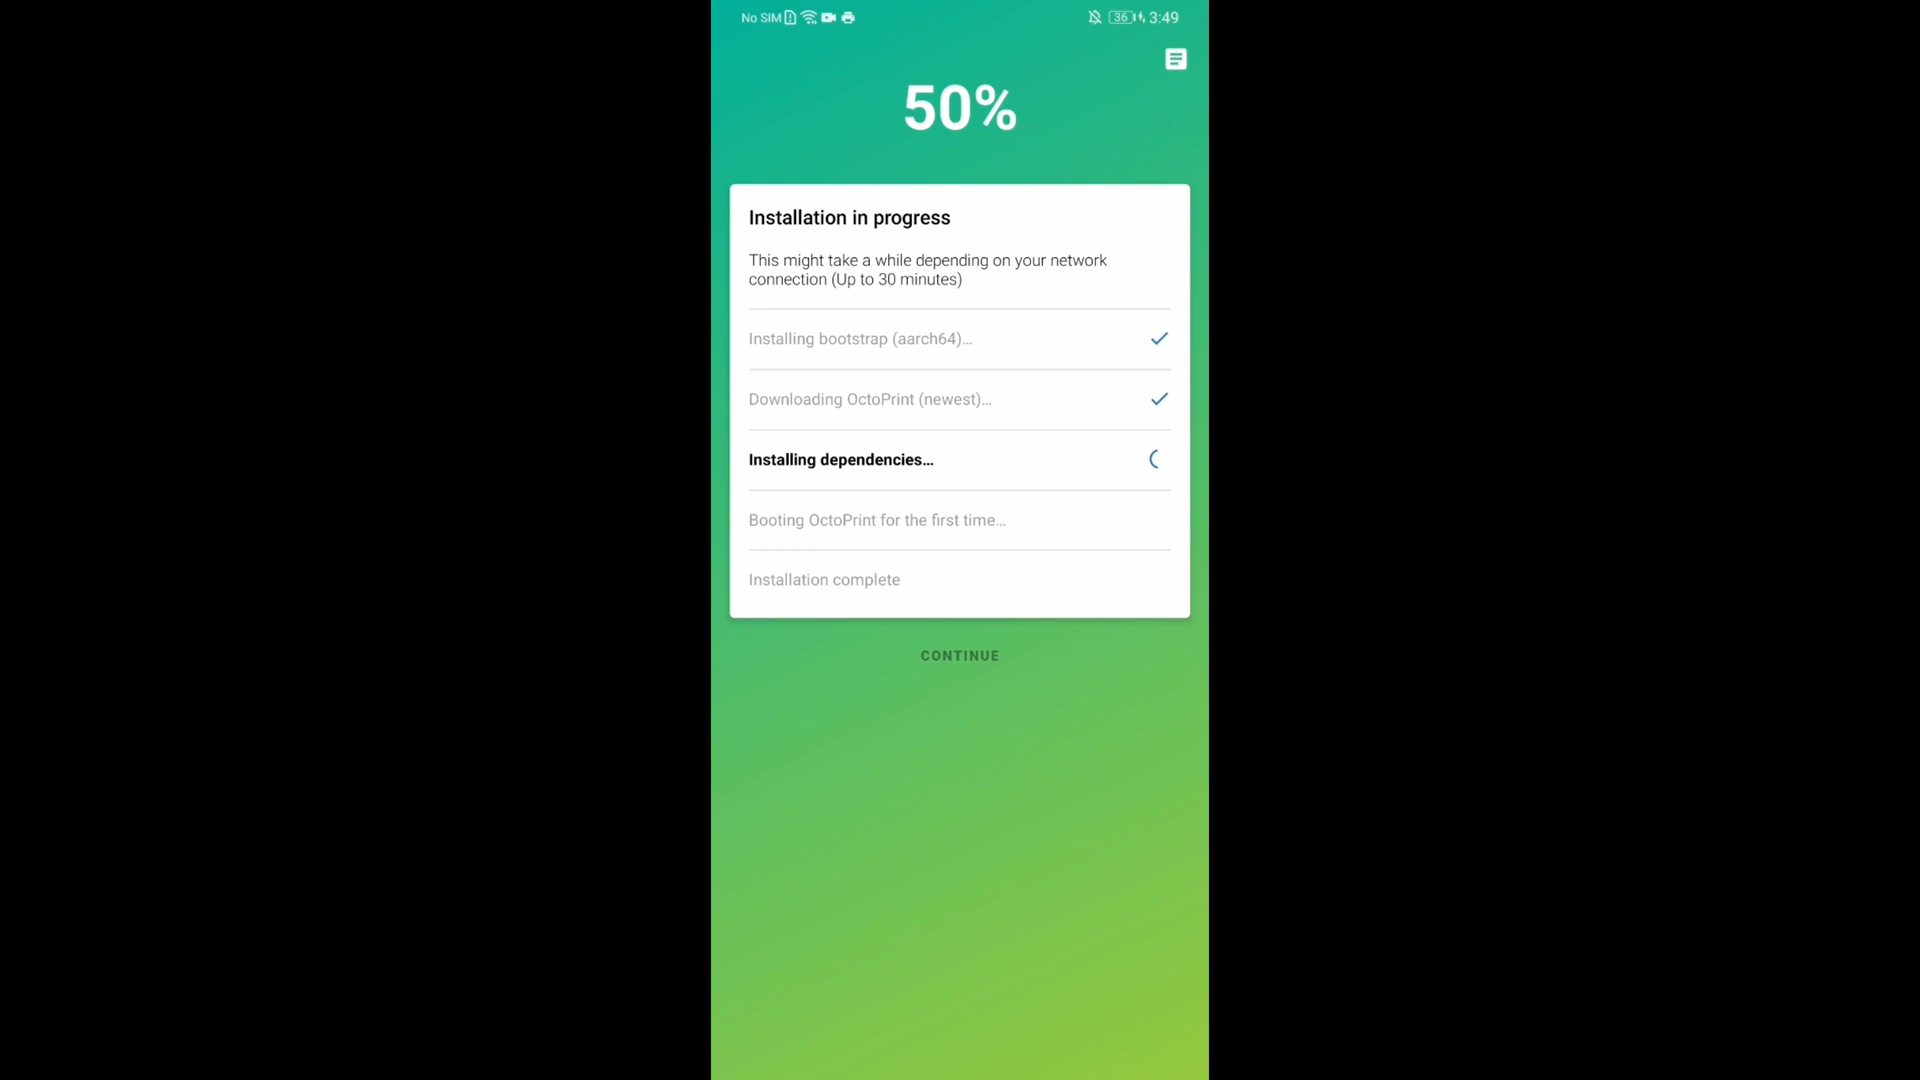 No SIM 36 3:49
50%
Installation in progress
This might take a while depending on your network
connection (Up to 30 minutes)
Installing bootstrap (aarch64)...
Downloading OctoPrint (newest)...
Installing dependencies...
Booting OctoPrint for the first time...
Installation complete
CONTINUE